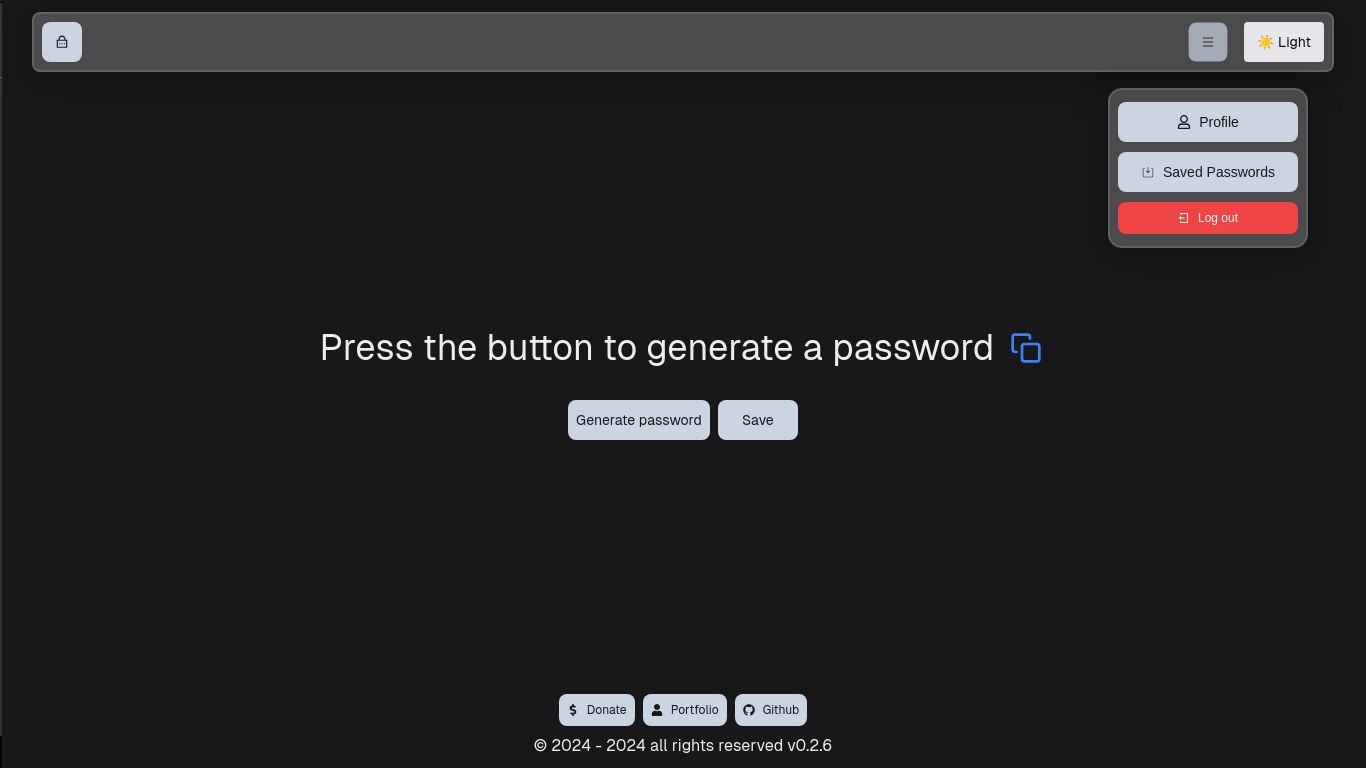 ☀️ Light
Profile
Saved Passwords
Log out
Press the button to generate a password
Generate password
Save
Donate
Portfolio
Github
© 2024 - 2024 all rights reserved v0.2.6